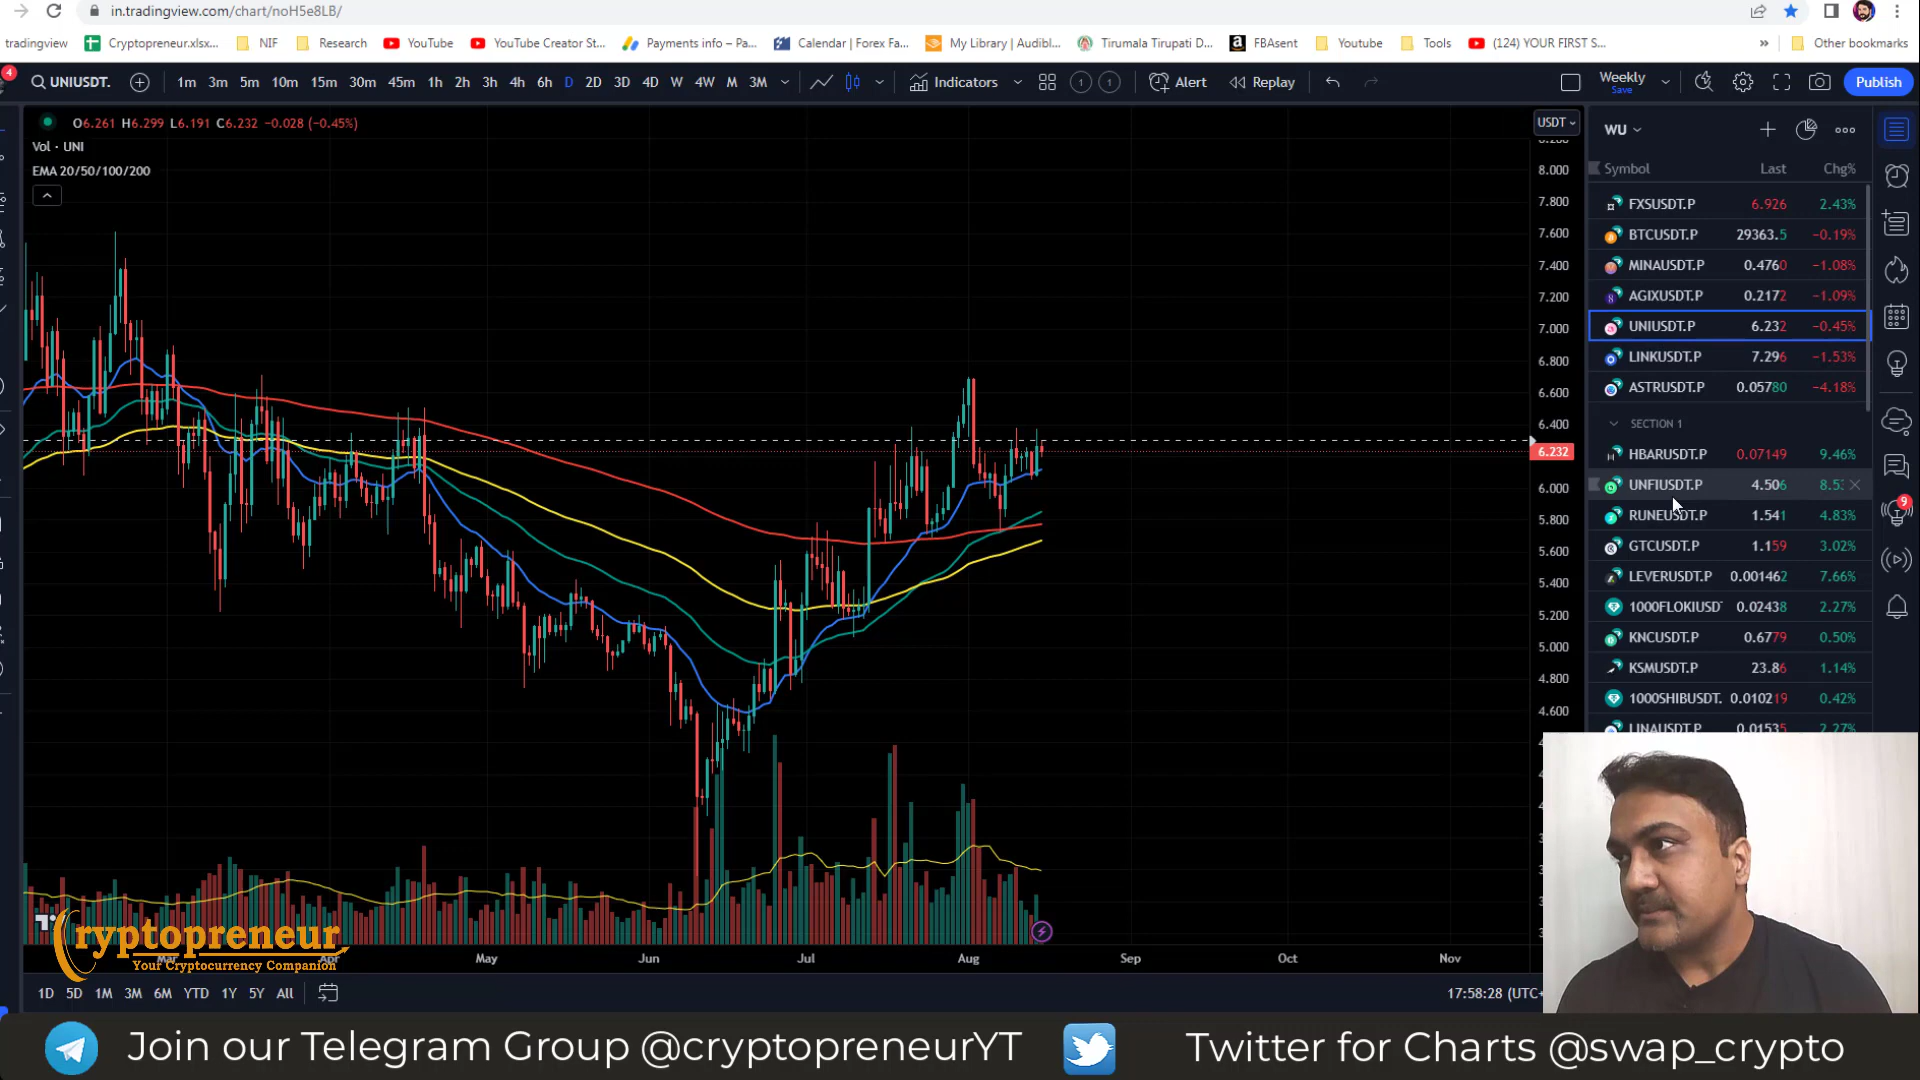 in.tradingview.com/chart/noH5e8LB/
tradingview Cryptopreneur.xlsx... NIF Research YouTube YouTube Creator St... Payments info – Pa... Calendar | Forex Fa... My Library | Audibl... Tirumala Tirupati D... FBAsent Youtube Tools (124) YOUR FIRST S... » Other bookmarks
4 UNIUSDT. 1m 3m 5m 10m 15m 30m 45m 1h 2h 3h 4h 6h D 2D 3D 4D W 4W M 3M Indicators 1 1 Alert Replay Weekly Save Publish
O6.261 H6.299 L6.191 C6.232 −0.028 (−0.45%)
Vol · UNI
EMA 20/50/100/200
USDT
8.000
7.800
7.600
7.400
7.200
7.000
6.800
6.600
6.400
6.232
6.000
5.800
5.600
5.400
5.200
5.000
4.800
4.600
WU
Symbol Last Chg%
FXSUSDT.P 6.926 2.43%
BTCUSDT.P 29363.5 −0.19%
MINAUSDT.P 0.4760 −1.08%
AGIXUSDT.P 0.2172 −1.09%
UNIUSDT.P 6.232 −0.45%
LINKUSDT.P 7.296 −1.53%
ASTRUSDT.P 0.05780 −4.18%
SECTION 1
HBARUSDT.P 0.07149 9.46%
UNFIUSDT.P 4.506
RUNEUSDT.P 1.541 4.83%
GTCUSDT.P 1.159 3.02%
LEVERUSDT.P 0.001462 7.66%
1000FLOKIUSD 0.02438 2.27%
KNCUSDT.P 0.6779 0.50%
KSMUSDT.P 23.86 1.14%
1000SHIBUSDT. 0.010219 0.42%
LINAUSDT.P 0.01535 2.27%
9
Cryptopreneur
Your Cryptocurrency Companion
Mar Apr May Jun Jul Aug Sep Oct Nov
1D 5D 1M 3M 6M YTD 1Y 5Y All 17:58:28 (UTC+
Join our Telegram Group @cryptopreneurYT Twitter for Charts @swap_crypto